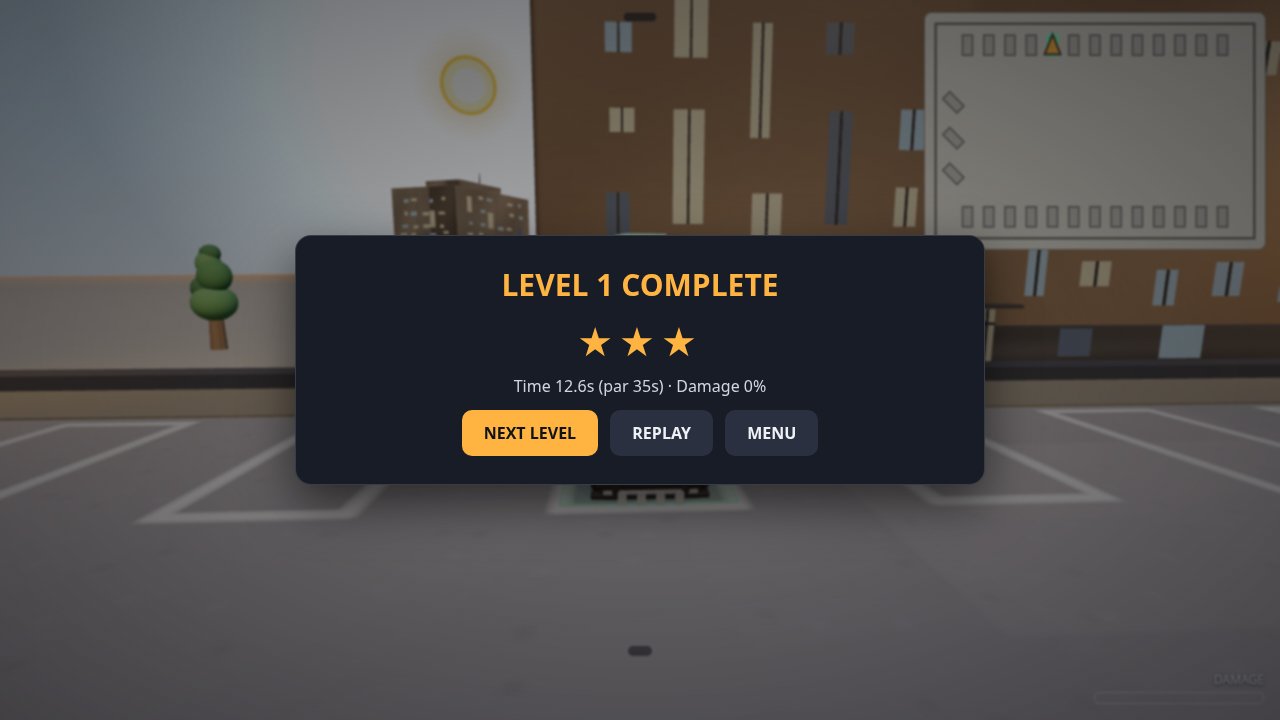 LEVEL 1 COMPLETE
★ ★ ★
Time 12.6s (par 35s) · Damage 0%
NEXT LEVEL REPLAY MENU
DAMAGE